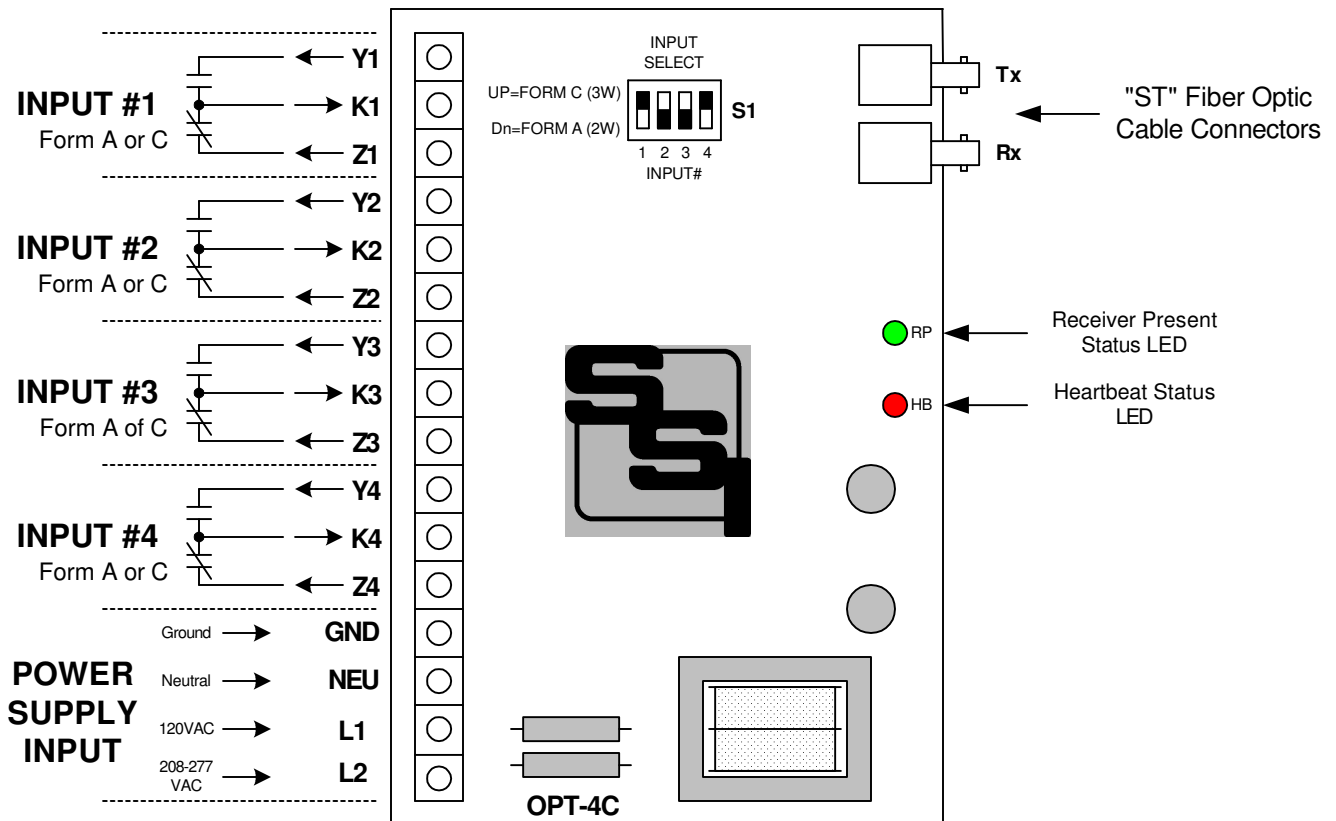 INPUT #1
Form A or C
Y1
K1
Z1
INPUT #2
Form A or C
Y2
K2
Z2
INPUT #3
Form A of C
Y3
K3
Z3
INPUT #4
Form A or C
Y4
K4
Z4
POWER
SUPPLY
INPUT
Ground
GND
Neutral
NEU
120VAC
L1
208-277
VAC
L2
INPUT
SELECT
UP=FORM C (3W)
Dn=FORM A (2W)
S1
1 2 3 4
INPUT#
Tx
Rx
"ST" Fiber Optic
Cable Connectors
RP
Receiver Present
Status LED
HB
Heartbeat Status
LED
SSI
OPT-4C